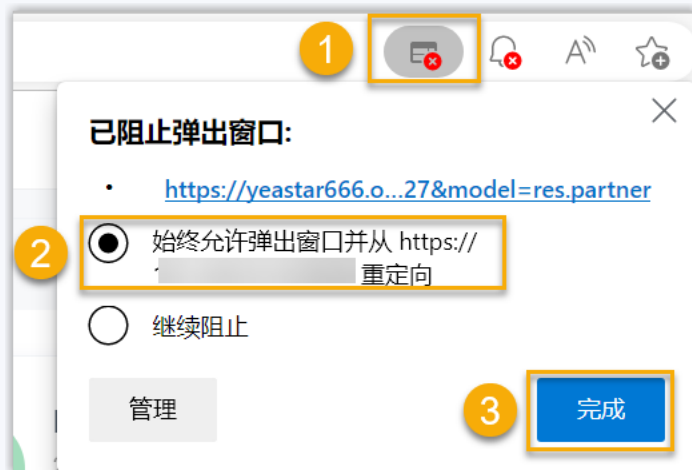 1
A
已阻止弹出窗口:
• https://yeastar666.o...27&model=res.partner
2
始终允许弹出窗口并从 https://
重定向
继续阻止
管理
3
完成